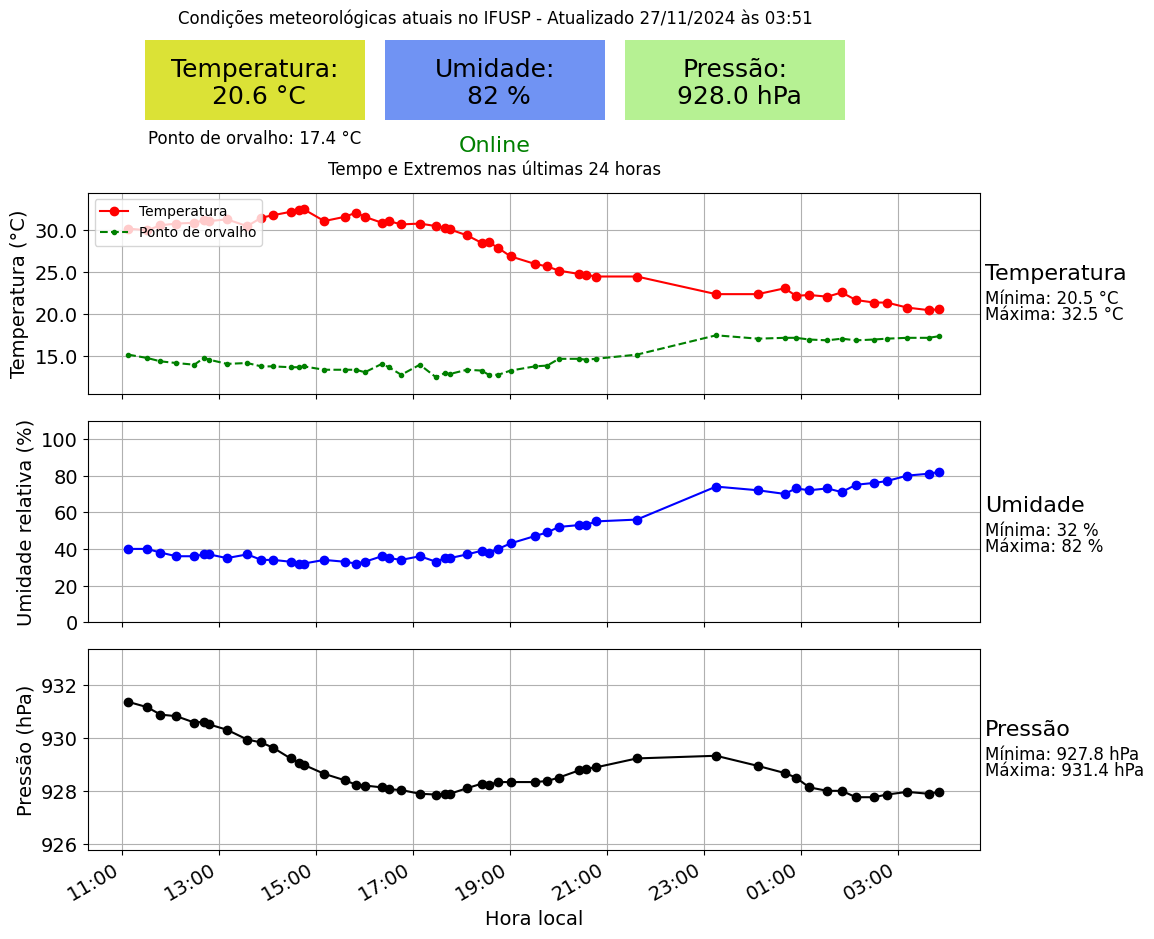 Condições meteorológicas atuais no IFUSP - Atualizado 27/11/2024 às 03:51
Temperatura:
20.6 °C
Umidade:
82 %
Pressão:
928.0 hPa
Ponto de orvalho: 17.4 °C
Online
Tempo e Extremos nas últimas 24 horas
Temperatura (°C)
30.0
25.0
20.0
15.0
Temperatura
Ponto de orvalho
Temperatura
Mínima: 20.5 °C
Máxima: 32.5 °C
Umidade relativa (%)
100
80
60
40
20
0
Umidade
Mínima: 32 %
Máxima: 82 %
Pressão (hPa)
932
930
928
926
Pressão
Mínima: 927.8 hPa
Máxima: 931.4 hPa
11:00
13:00
15:00
17:00
19:00
21:00
23:00
01:00
03:00
Hora local